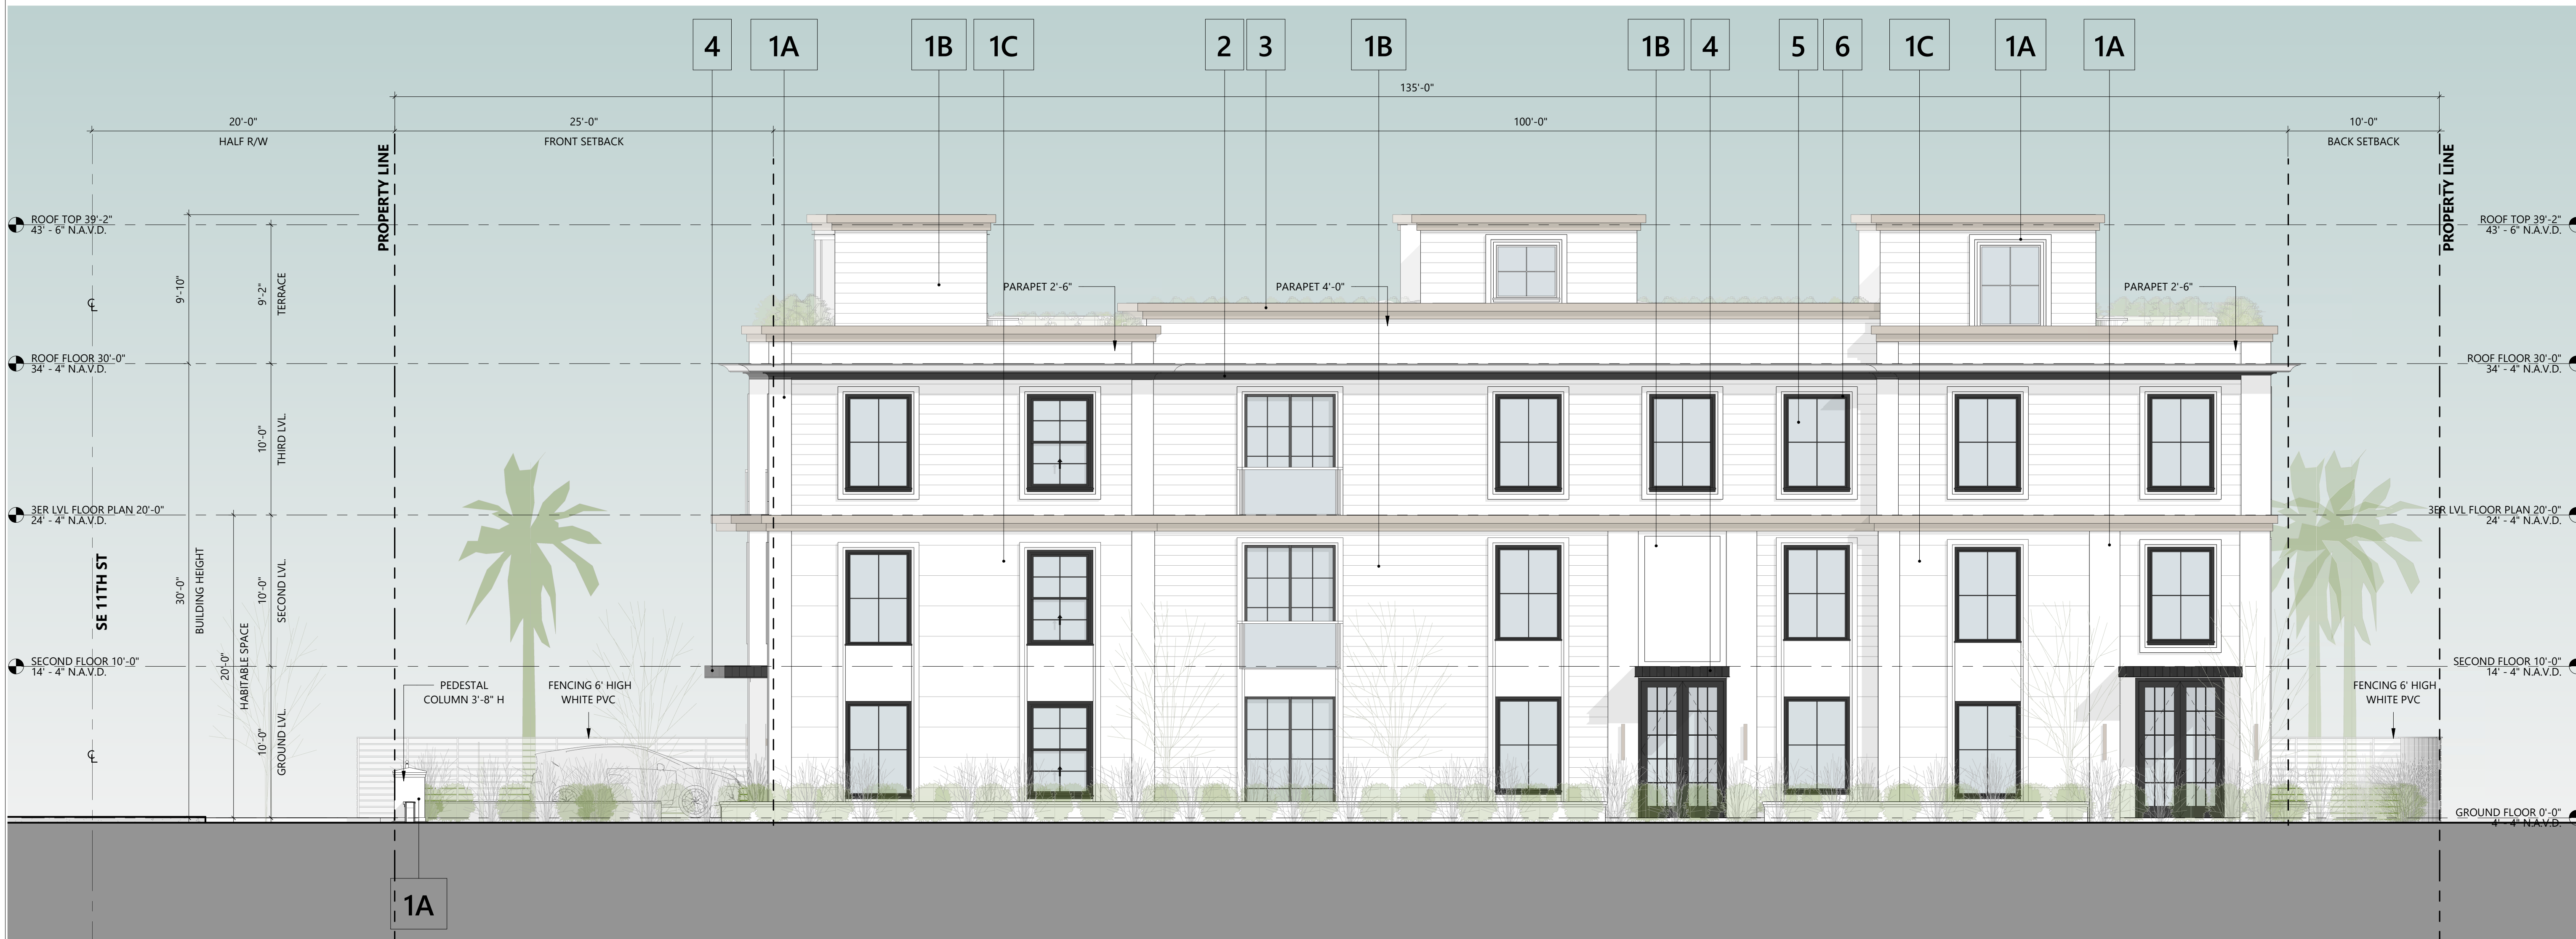 4 1A 1B 1C 2 3 1B 1B 4 5 6 1C 1A 1A
135'-0"
20'-0" 25'-0" 100'-0" 10'-0"
HALF R/W FRONT SETBACK BACK SETBACK
PROPERTY LINE
PROPERTY LINE
ROOF TOP 39'-2"
43' - 6" N.A.V.D.
ROOF TOP 39'-2"
43' - 6" N.A.V.D.
9'-10"
9'-2"
TERRACE
PARAPET 2'-6"
PARAPET 4'-0"
PARAPET 2'-6"
℄
ROOF FLOOR 30'-0"
34' - 4" N.A.V.D.
ROOF FLOOR 30'-0"
34' - 4" N.A.V.D.
10'-0"
THIRD LVL.
3ER LVL FLOOR PLAN 20'-0"
24' - 4" N.A.V.D.
3ER LVL FLOOR PLAN 20'-0"
24' - 4" N.A.V.D.
SE 11TH ST
30'-0"
BUILDING HEIGHT
10'-0"
SECOND LVL.
20'-0"
HABITABLE SPACE
SECOND FLOOR 10'-0"
14' - 4" N.A.V.D.
SECOND FLOOR 10'-0"
14' - 4" N.A.V.D.
PEDESTAL
COLUMN 3'-8" H
FENCING 6' HIGH
WHITE PVC
FENCING 6' HIGH
WHITE PVC
10'-0"
GROUND LVL.
℄
GROUND FLOOR 0'-0"
4' - 4" N.A.V.D.
1A